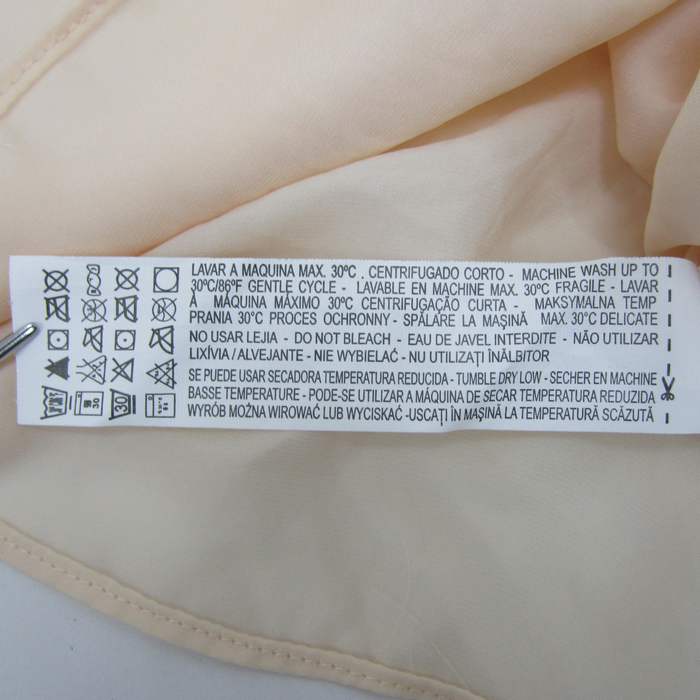 LAVAR A MAQUINA MAX. 30ºC . CENTRIFUGADO CORTO - MACHINE WASH UP TO
30ºC/86ºF GENTLE CYCLE - LAVABLE EN MACHINE MAX. 30ºC FRAGILE - LAVAR
À MÁQUINA MÁXIMO 30ºC CENTRIFUGAÇÃO CURTA - MAKSYMALNA TEMP
PRANIA 30°C PROCES OCHRONNY - SPĂLARE LA MAŞINĂ MAX. 30°C DELICATE
NO USAR LEJIA - DO NOT BLEACH - EAU DE JAVEL INTERDITE - NÃO UTILIZAR
LIXÍVIA / ALVEJANTE - NIE WYBIELAĆ - NU UTILIZAŢI ÎNĂLBITOR
SE PUEDE USAR SECADORA TEMPERATURA REDUCIDA - TUMBLE DRY LOW - SECHER EN MACHINE
BASSE TEMPERATURE - PODE-SE UTILIZAR A MÁQUINA DE SECAR TEMPERATURA REDUZIDA
WYRÓB MOŻNA WIROWAĆ LUB WYCISKAĆ -USCAŢI ÎN MAŞINĂ LA TEMPERATURĂ SCĂZUTĂ
30
30